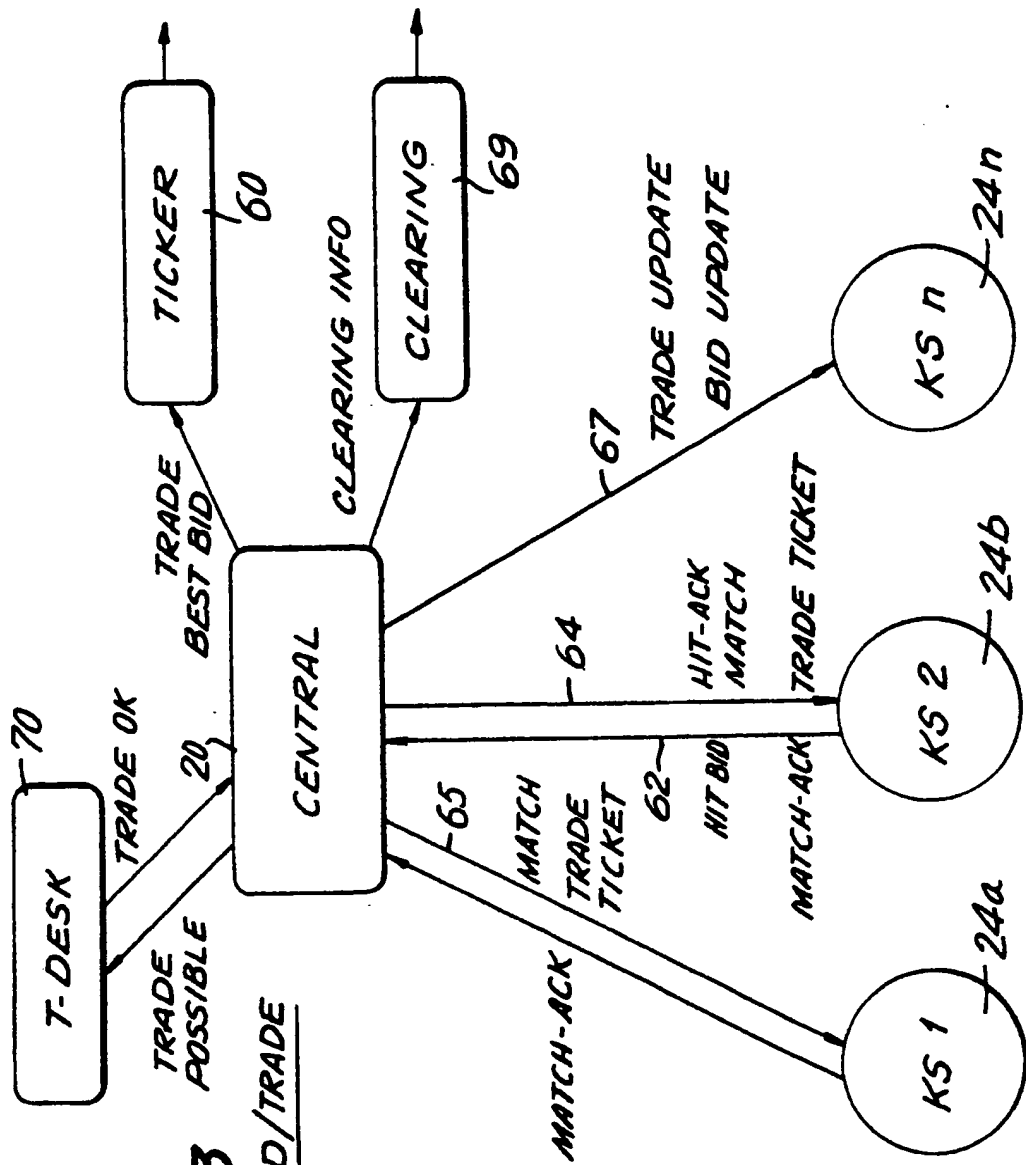 T-DESK
70
TRADE OK
TRADE
POSSIBLE
20
CENTRAL
TRADE
BEST BID
TICKER
60
CLEARING INFO
CLEARING
69
3
D/TRADE
MATCH-ACK
65
MATCH
TRADE
TICKET
62
HIT BID
MATCH-ACK
64
HIT-ACK
MATCH
TRADE TICKET
67
TRADE UPDATE
BID UPDATE
KS 1
24a
KS 2
24b
KS n
24n